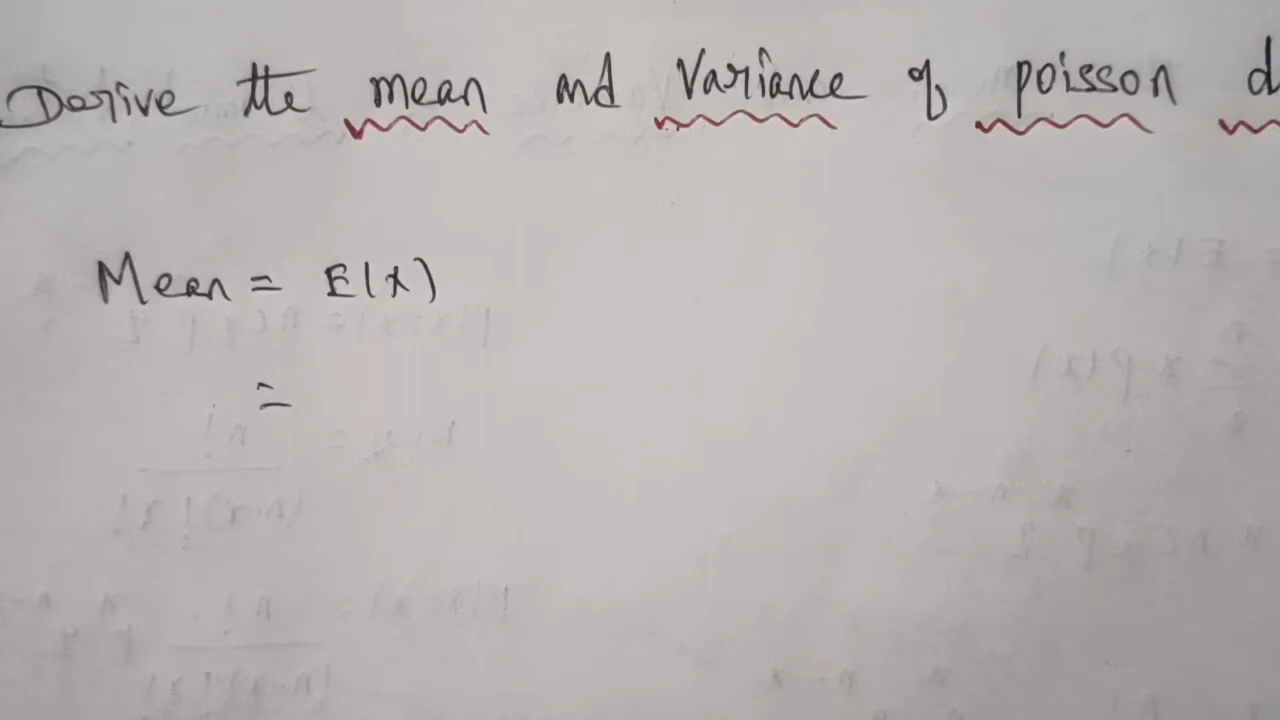 Derive the mean and Variance of poisson d
Mean = E(x)
=